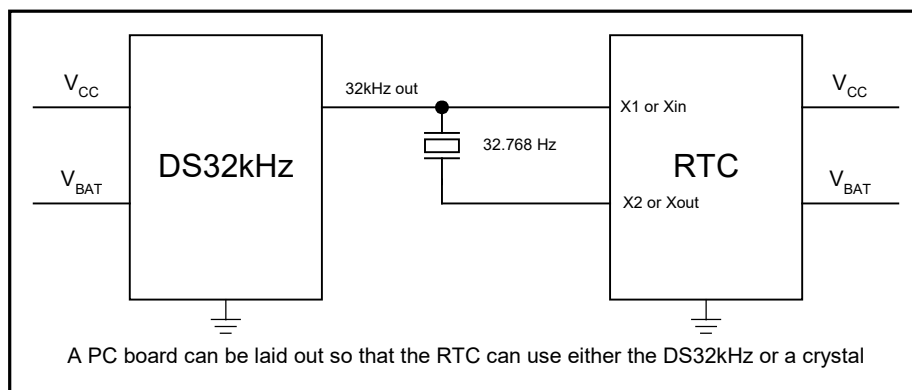 V_CC
V_BAT
DS32kHz
32kHz out
32.768 Hz
X1 or Xin
X2 or Xout
RTC
V_CC
V_BAT
A PC board can be laid out so that the RTC can use either the DS32kHz or a crystal